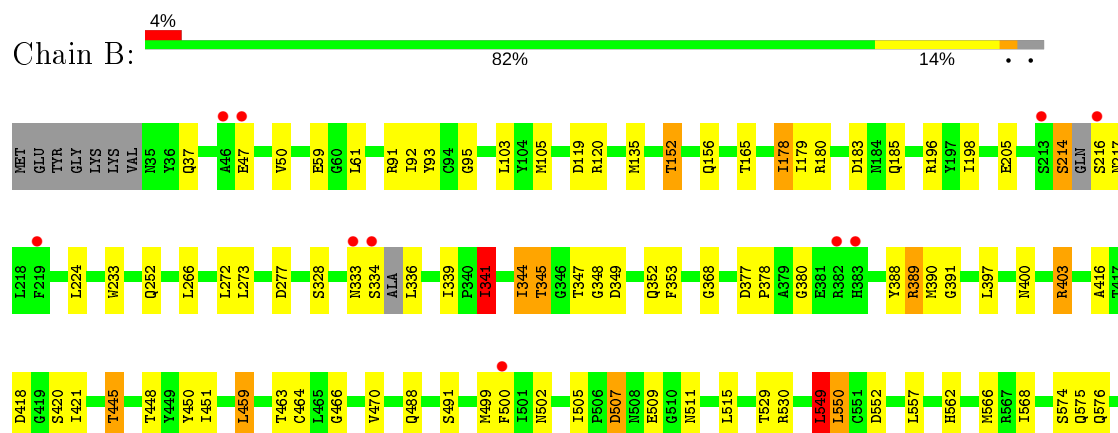 4%
Chain B:
82% 14% • •
MET GLU TYR GLY LYS LYS VAL N35 Y36 Q37 A46 E47 V50 E59 G60 L61 R91 I92 Y93 C94 G95 L103 Y104 M105 D119 R120 M135 T152 Q156 T165 I178 I179 R180 D183 N184 Q185 R196 Y197 I198 E205 S213 S214 GLN S216 N217
L218 F219 L224 W233 Q252 L266 L272 L273 D277 S328 N333 S334 ALA L336 I339 P340 I341 I344 T345 G346 T347 G348 D349 Q352 F353 G368 D377 P378 A379 G380 E381 R382 H383 Y388 R389 M390 G391 L397 N400 R403 A416 T417
D418 G419 S420 I421 T445 T448 Y449 Y450 I451 L459 T463 C464 L465 G466 V470 Q488 S491 M499 F500 I501 N502 I505 P506 D507 N508 E509 G510 N511 L515 T529 R530 L549 L550 C551 D552 L557 H562 M566 R567 I568 S574 Q575 Q576